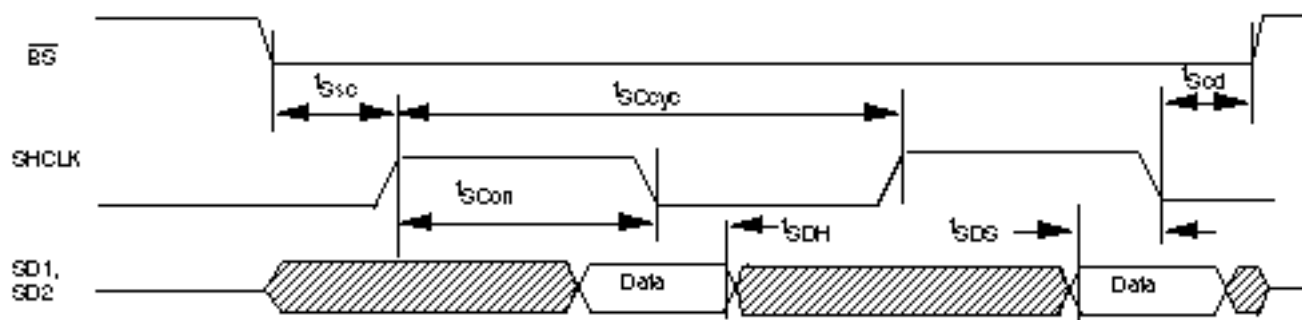 BS
tSsc
tSCcyc
tScd
SHCLK
tSCon
tSDH
tSDS
SD1,
SD2
Data
Data